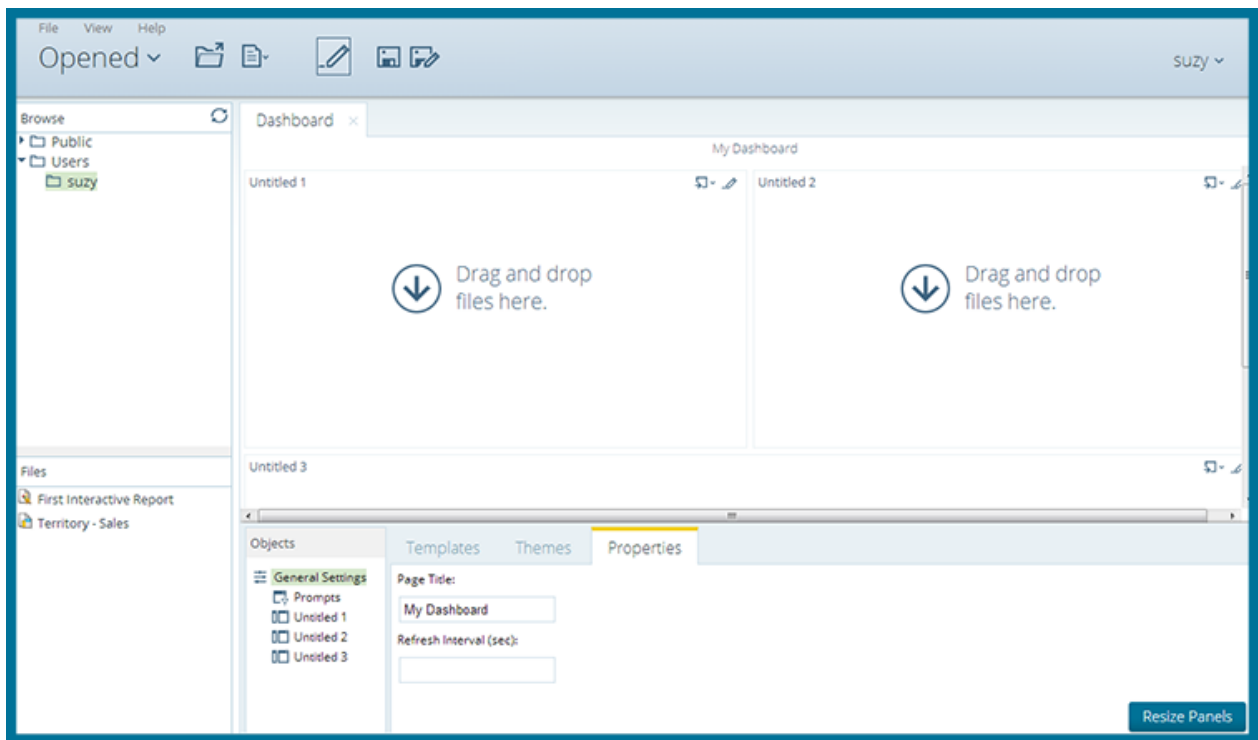 File View Help
Opened
suzy
Browse
Public
Users
suzy
Dashboard
My Dashboard
Untitled 1
Untitled 2
Drag and drop
files here.
Drag and drop
files here.
Untitled 3
Files
First Interactive Report
Territory - Sales
Objects
General Settings
Prompts
Untitled 1
Untitled 2
Untitled 3
Templates Themes Properties
Page Title:
My Dashboard
Refresh Interval (sec):
Resize Panels